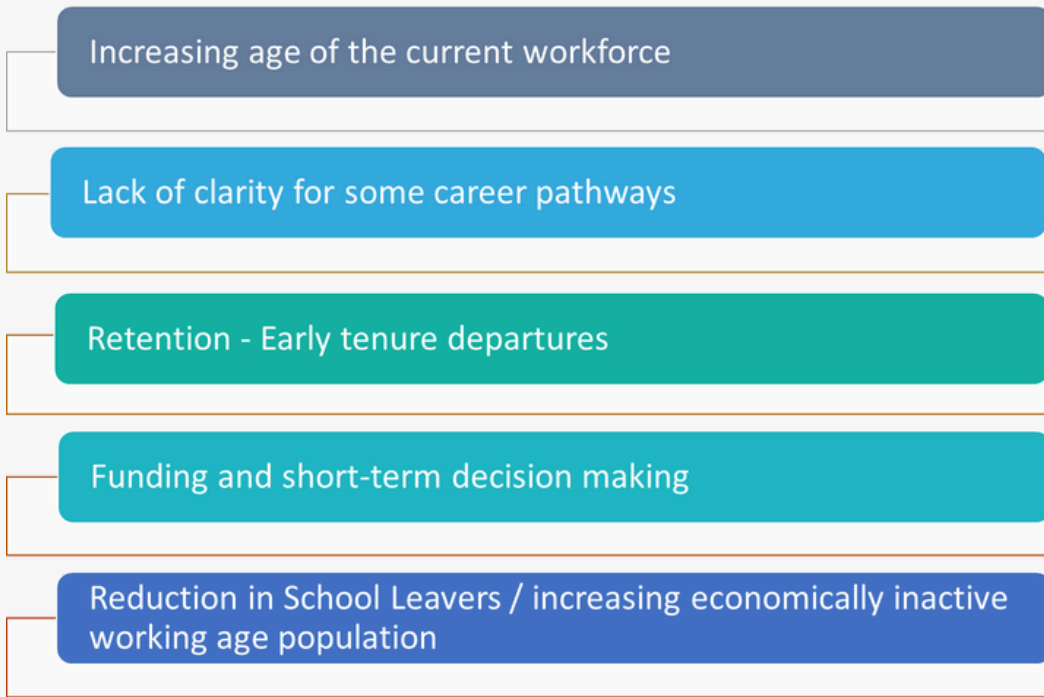 Increasing age of the current workforce
Lack of clarity for some career pathways
Retention - Early tenure departures
Funding and short-term decision making
Reduction in School Leavers / increasing economically inactive
working age population